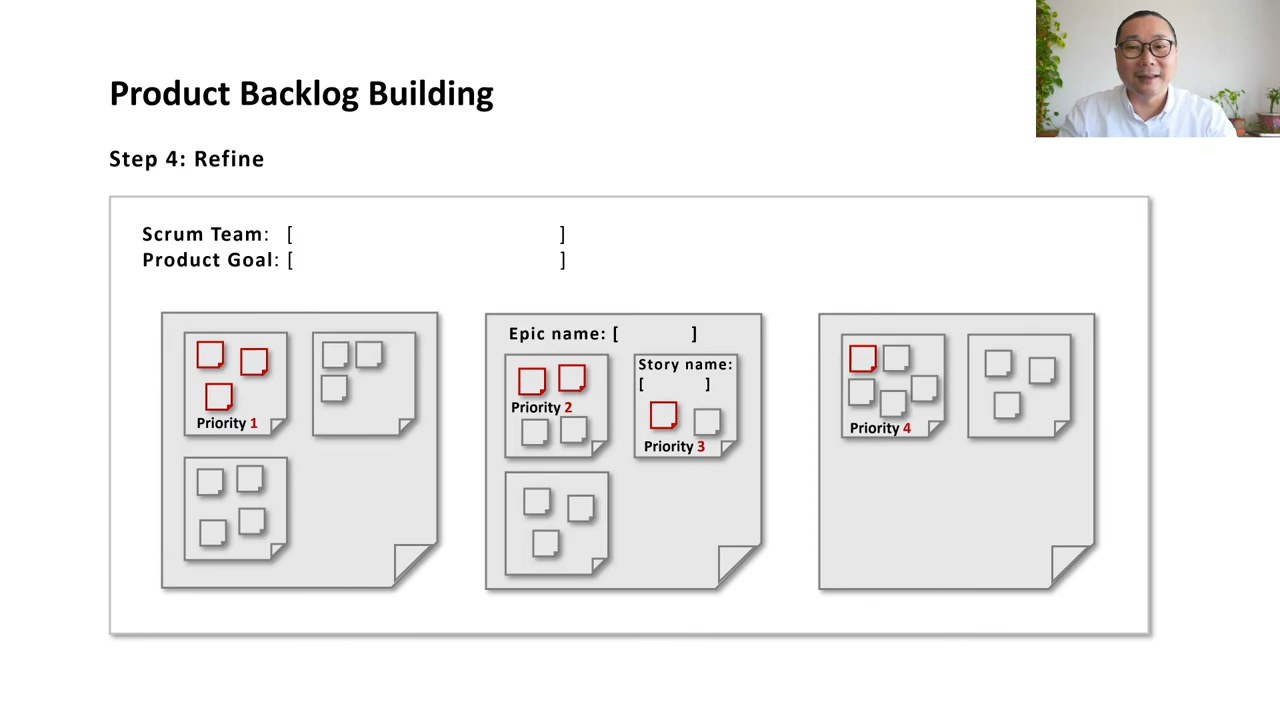 Product Backlog Building
Step 4: Refine
Scrum Team: [ ]
Product Goal: [ ]
Priority 1
Epic name: [ ]
Priority 2
Story name:
[ ]
Priority 3
Priority 4